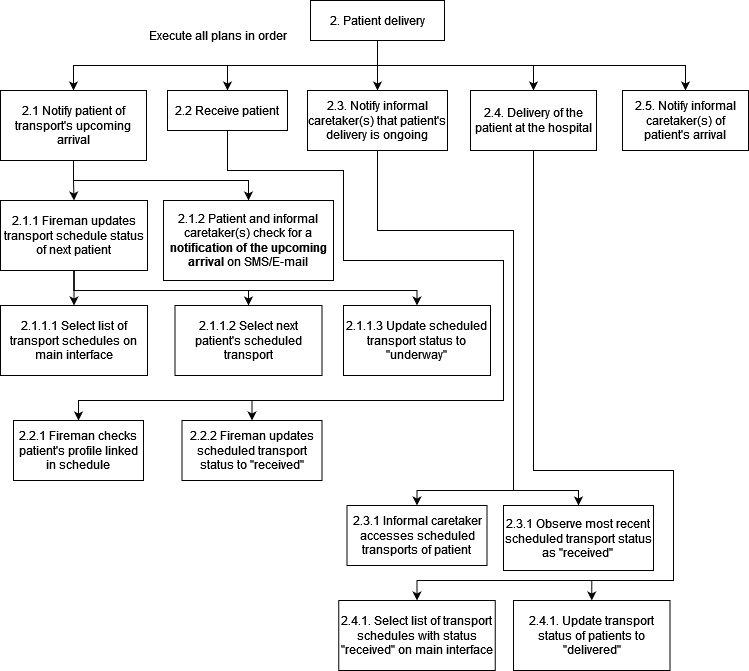 2. Patient delivery
Execute all plans in order
2.1 Notify patient of
transport's upcoming
arrival
2.2 Receive patient
2.3. Notify informal
caretaker(s) that patient's
delivery is ongoing
2.4. Delivery of the
patient at the hospital
2.5. Notify informal
caretaker(s) of
patient's arrival
2.1.1 Fireman updates
transport schedule status
of next patient
2.1.2 Patient and informal
caretaker(s) check for a
notification of the upcoming
arrival on SMS/E-mail
2.1.1.1 Select list of
transport schedules on
main interface
2.1.1.2 Select next
patient's scheduled
transport
2.1.1.3 Update scheduled
transport status to
"underway"
2.2.1 Fireman checks
patient's profile linked
in schedule
2.2.2 Fireman updates
scheduled transport
status to "received"
2.3.1 Informal caretaker
accesses scheduled
transports of patient
2.3.1 Observe most recent
scheduled transport status
as "received"
2.4.1. Select list of transport
schedules with status
"received" on main interface
2.4.1. Update transport
status of patients to
"delivered"